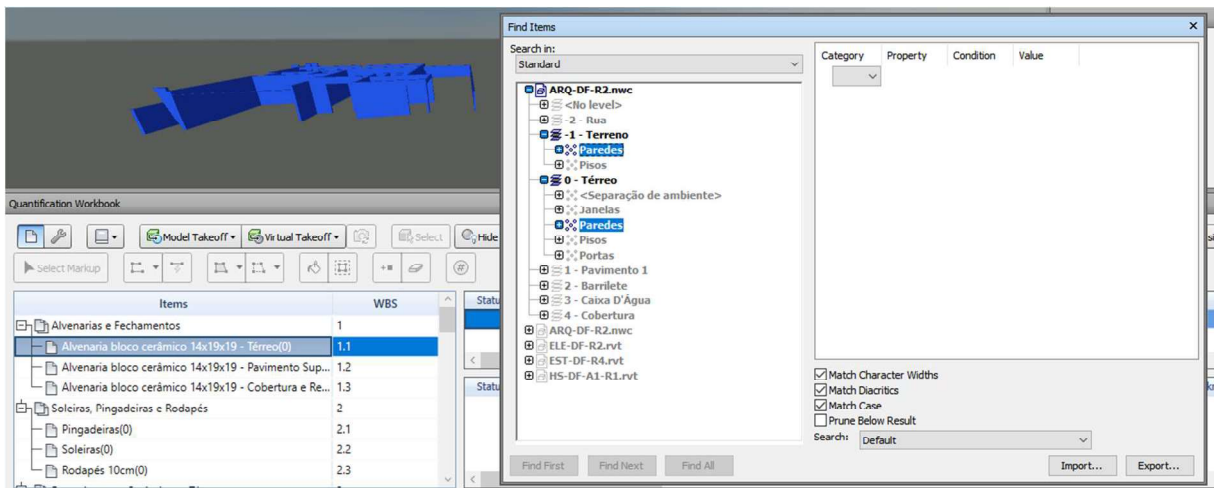 Find Items
Search in:
Standard
ARQ-DF-R2.nwc
<No level>
-2 - Rua
-1 - Terreno
Paredes
Pisos
0 - Térreo
<Separação de ambiente>
Janelas
Paredes
Pisos
Portas
1 - Pavimento 1
2 - Barrilete
3 - Caixa D'Água
4 - Cobertura
ARQ-DF-R2.nwc
ELE-DF-R2.rvt
EST-DF-R4.rvt
HS-DF-A1-R1.rvt
Category Property Condition Value
Match Character Widths
Match Diacritics
Match Case
Prune Below Result
Search: Default
Find First Find Next Find All Import... Export...
Quantification Workbook
Model Takeoff Virtual Takeoff Select Hide
Select Markup
Items WBS Statu
Alvenarias e Fechamentos 1
Alvenaria bloco cerâmico 14x19x19 - Térreo(0) 1.1
Alvenaria bloco cerâmico 14x19x19 - Pavimento Sup... 1.2
Alvenaria bloco cerâmico 14x19x19 - Cobertura e Re... 1.3 Statu
Soleiras, Pingadeiras e Rodapés 2
Pingadeiras(0) 2.1
Soleiras(0) 2.2
Rodapés 10cm(0) 2.3